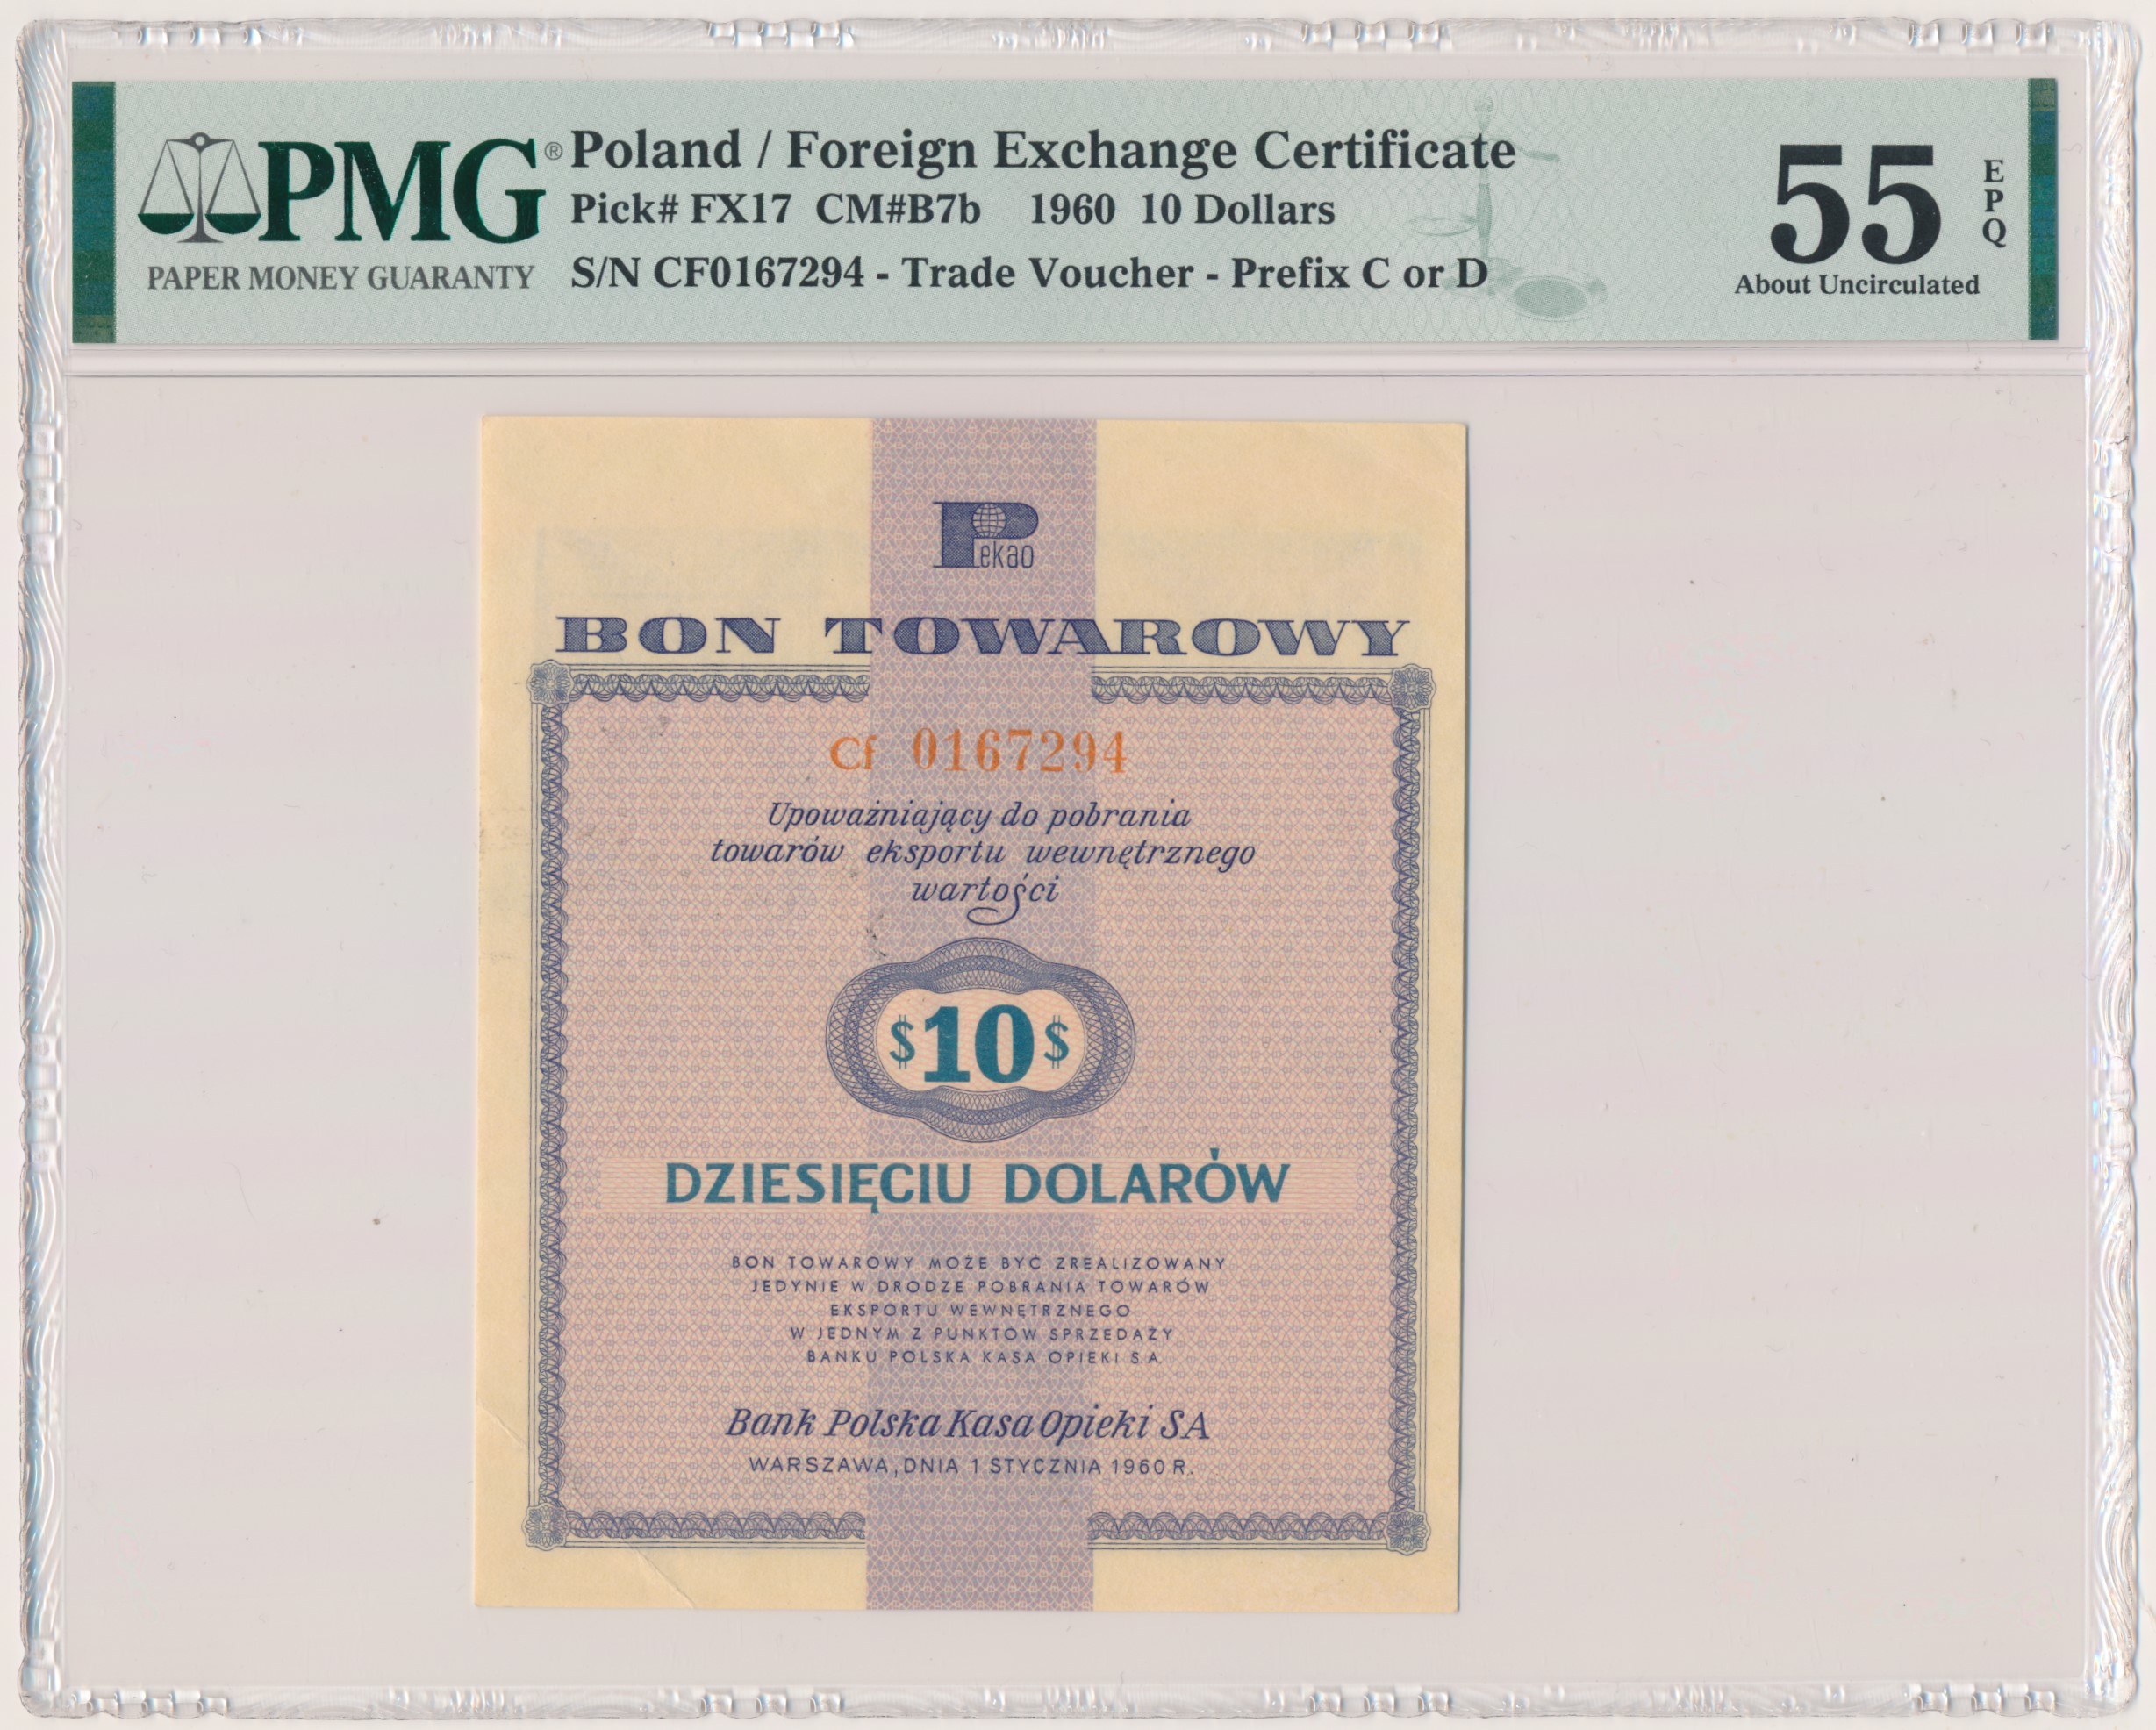 PMG®
PAPER MONEY GUARANTY
Poland / Foreign Exchange Certificate
Pick# FX17 CM#B7b 1960 10 Dollars
S/N CF0167294 - Trade Voucher - Prefix C or D
55
EPQ
About Uncirculated
Pekao
BON TOWAROWY
Cf 0167294
Upoważniający do pobrania
towarów eksportu wewnętrznego
wartości
$10$
DZIESIĘCIU DOLARÓW
BON TOWAROWY MOŻE BYĆ ZREALIZOWANY
JEDYNIE W DRODZE POBRANIA TOWARÓW
EKSPORTU WEWNĘTRZNEGO
W JEDNYM Z PUNKTÓW SPRZEDAŻY
BANKU POLSKA KASA OPIEKI S.A.
Bank Polska Kasa Opieki SA
WARSZAWA, DNIA 1 STYCZNIA 1960 R.